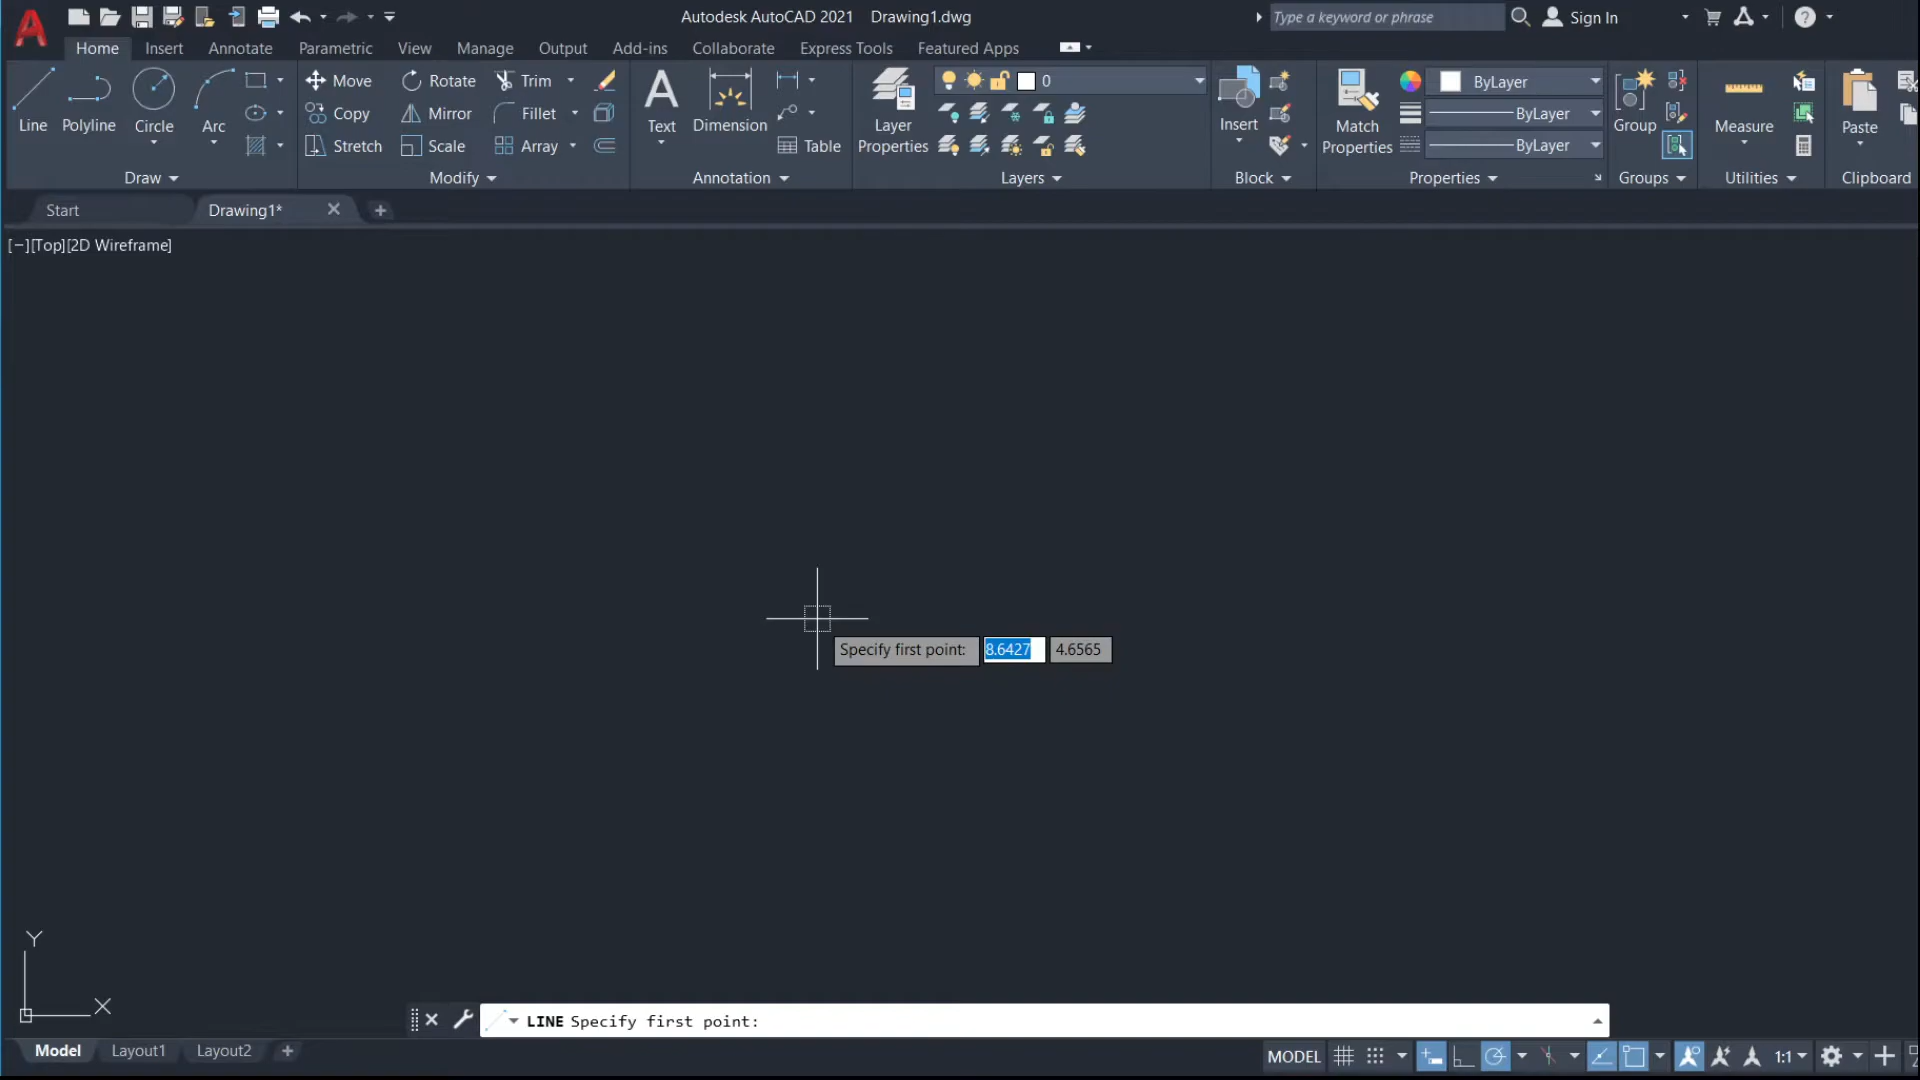 Autodesk AutoCAD 2021 Drawing1.dwg Type a keyword or phrase Sign In
Home Insert Annotate Parametric View Manage Output Add-ins Collaborate Express Tools Featured Apps
Line Polyline Circle Arc
Move Rotate Trim
Copy Mirror Fillet
Stretch Scale Array
Text Dimension Table
Layer Properties
0
Insert
Match Properties
ByLayer
ByLayer
ByLayer
Group
Measure
Paste
Draw Modify Annotation Layers Block Properties Groups Utilities Clipboard
Start Drawing1*
[−][Top][2D Wireframe]
Specify first point: 8.6427 4.6565
Y
X
LINE Specify first point:
Model Layout1 Layout2 MODEL 1:1